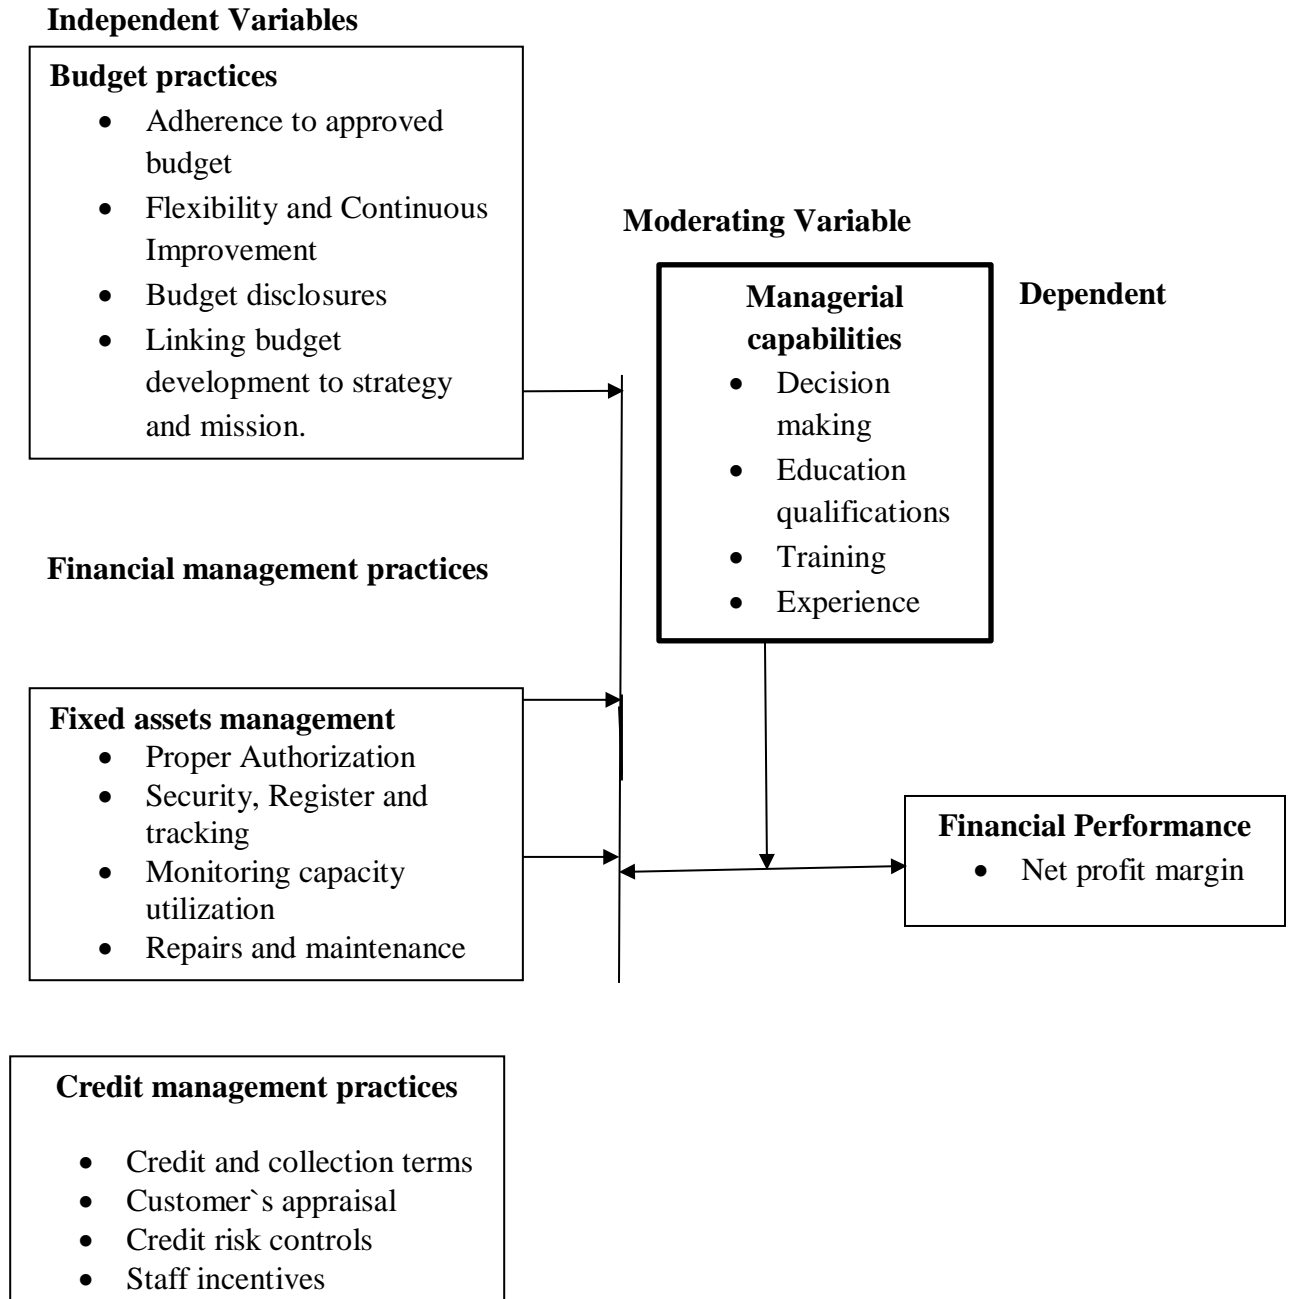 Independent Variables
Budget practices
• Adherence to approved
budget
• Flexibility and Continuous
Improvement
• Budget disclosures
• Linking budget
development to strategy
and mission.
Moderating Variable
Managerial
capabilities
• Decision
making
• Education
qualifications
• Training
• Experience
Dependent
Financial management practices
Fixed assets management
• Proper Authorization
• Security, Register and
tracking
• Monitoring capacity
utilization
• Repairs and maintenance
Financial Performance
• Net profit margin
Credit management practices
• Credit and collection terms
• Customer`s appraisal
• Credit risk controls
• Staff incentives